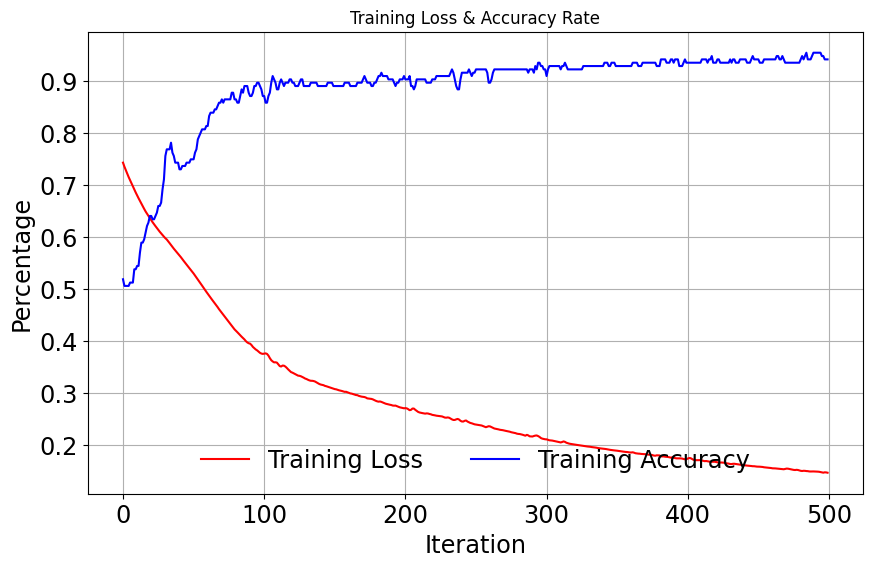 Training Loss & Accuracy Rate
Percentage
0.9
0.8
0.7
0.6
0.5
0.4
0.3
0.2
Training Loss Training Accuracy
0 100 200 300 400 500
Iteration